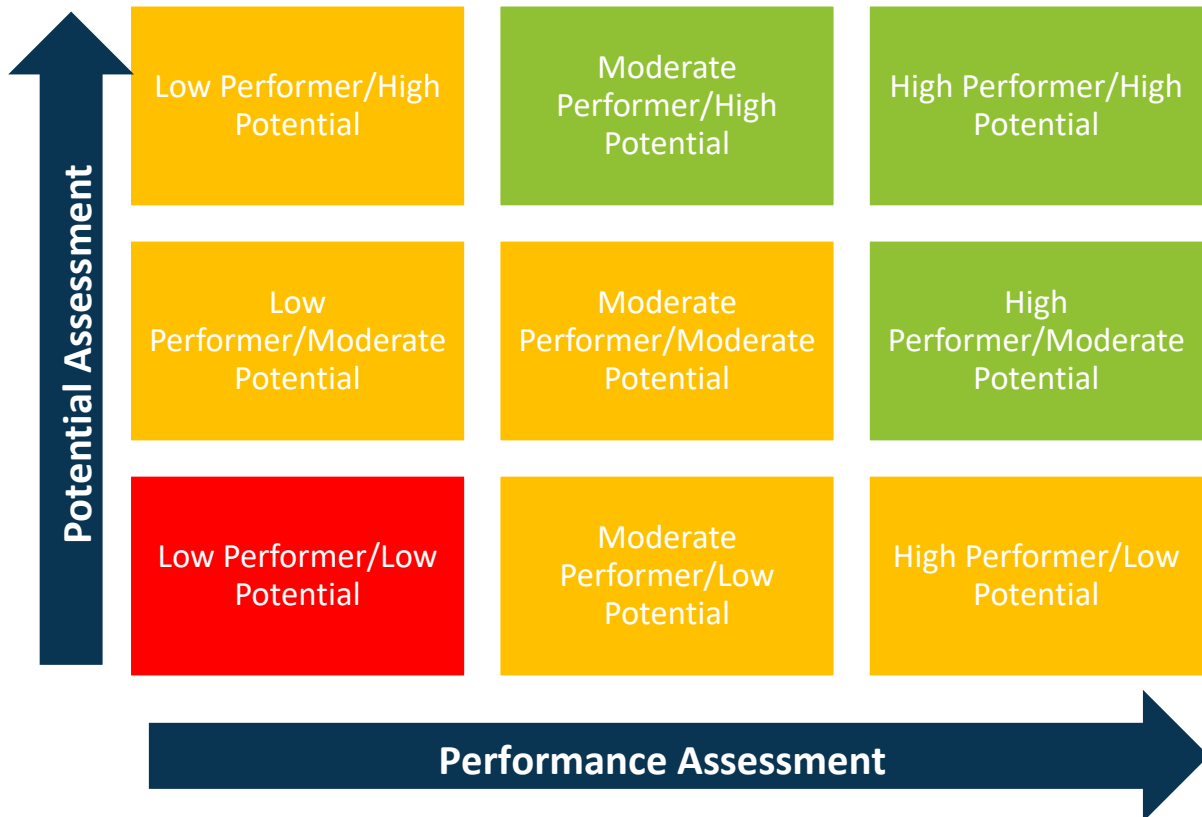 Low Performer/High
Potential
Moderate
Performer/High
Potential
High Performer/High
Potential
Low
Performer/Moderate
Potential
Moderate
Performer/Moderate
Potential
High
Performer/Moderate
Potential
Low Performer/Low
Potential
Moderate
Performer/Low
Potential
High Performer/Low
Potential
Potential Assessment
Performance Assessment